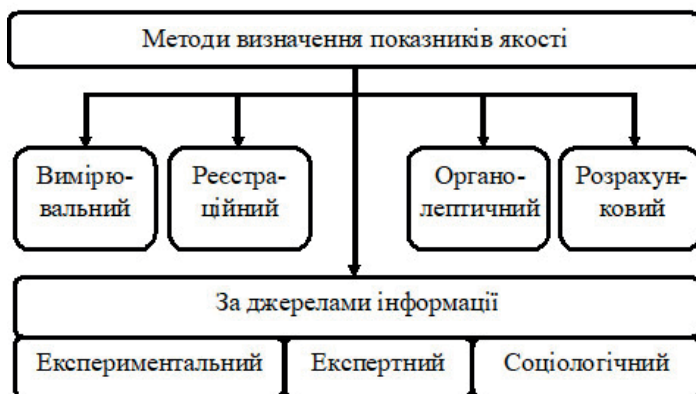 Методи визначення показників якості
Вимірю-
вальний
Реєстра-
ційний
Органо-
лептичний
Розрахун-
ковий
За джерелами інформації
Експериментальний
Експертний
Соціологічний